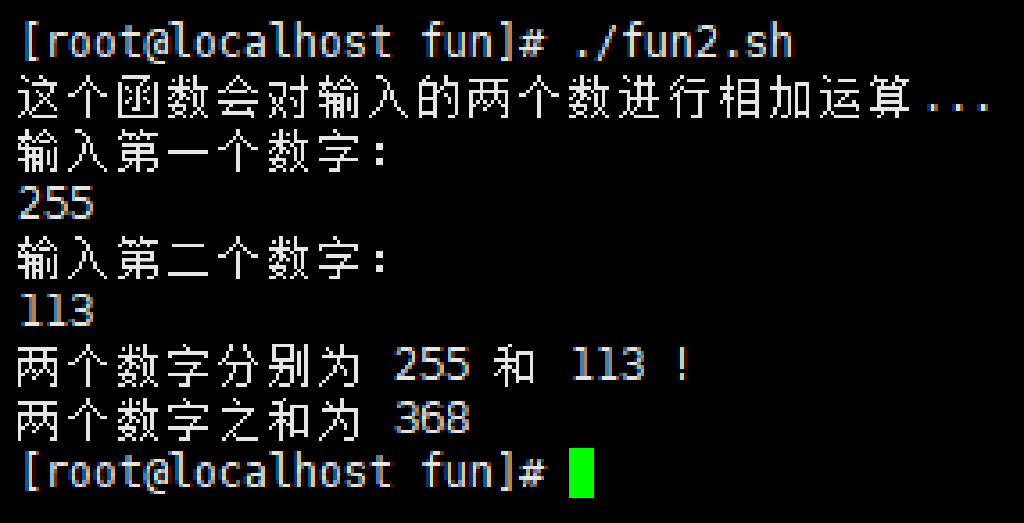 [root@localhost fun]# ./fun2.sh
这个函数会对输入的两个数进行相加运算...
输入第一个数字:
255
输入第二个数字:
113
两个数字分别为 255 和 113 !
两个数字之和为 368
[root@localhost fun]#